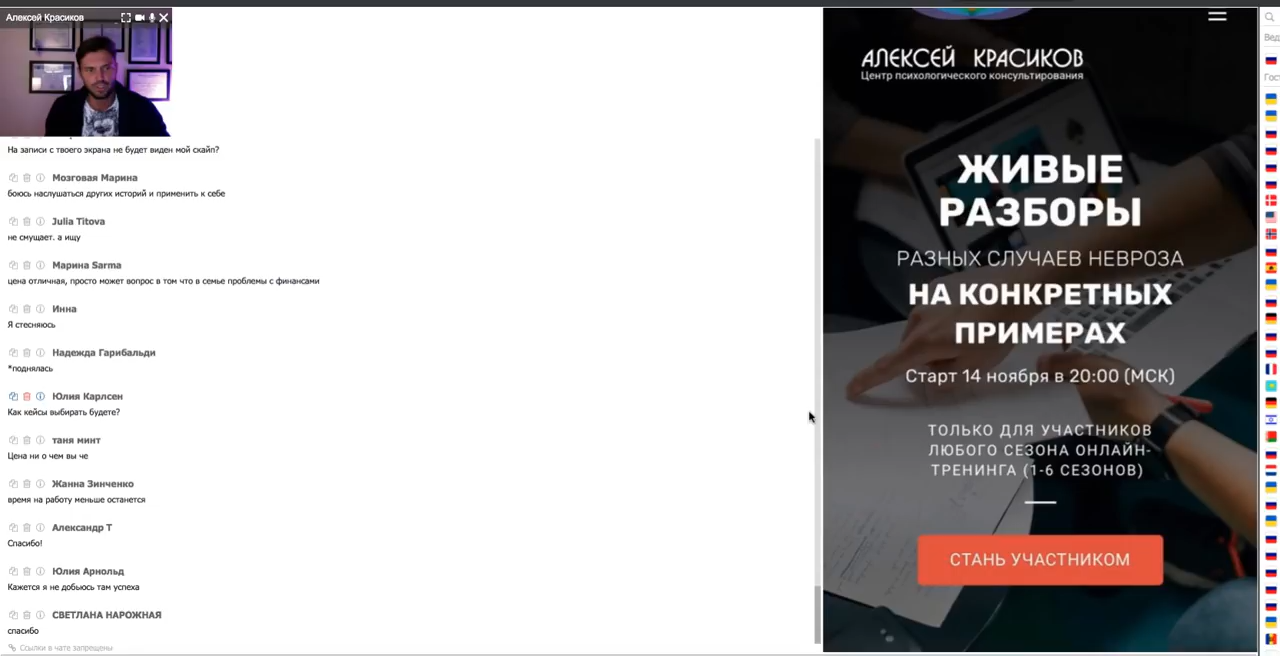 Алексей Красиков
На записи с твоего экрана не будет виден мой скайп?
Мозговая Марина
боюсь наслушаться других историй и применить к себе
Julia Titova
не смущает. а ищу
Марина Sarma
цена отличная, просто может вопрос в том что в семье проблемы с финансами
Инна
Я стесняюсь
Надежда Гарибальди
*поднялась
Юлия Карлсен
Как кейсы выбирать будете?
таня минт
Цена ни о чем вы че
Жанна Зинченко
время на работу меньше останется
Александр Т
Спасибо!
Юлия Арнольд
Кажется я не добьюсь там успеха
СВЕТЛАНА НАРОЖНАЯ
спасибо
Ссылки в чате запрещены
АЛЕКСЕЙ КРАСИКОВ
Центр психологического консультирования
ЖИВЫЕ
РАЗБОРЫ
РАЗНЫХ СЛУЧАЕВ НЕВРОЗА
НА КОНКРЕТНЫХ
ПРИМЕРАХ
Старт 14 ноября в 20:00 (МСК)
ТОЛЬКО ДЛЯ УЧАСТНИКОВ
ЛЮБОГО СЕЗОНА ОНЛАЙН-
ТРЕНИНГА (1-6 СЕЗОНОВ)
СТАНЬ УЧАСТНИКОМ
Вед
Гос